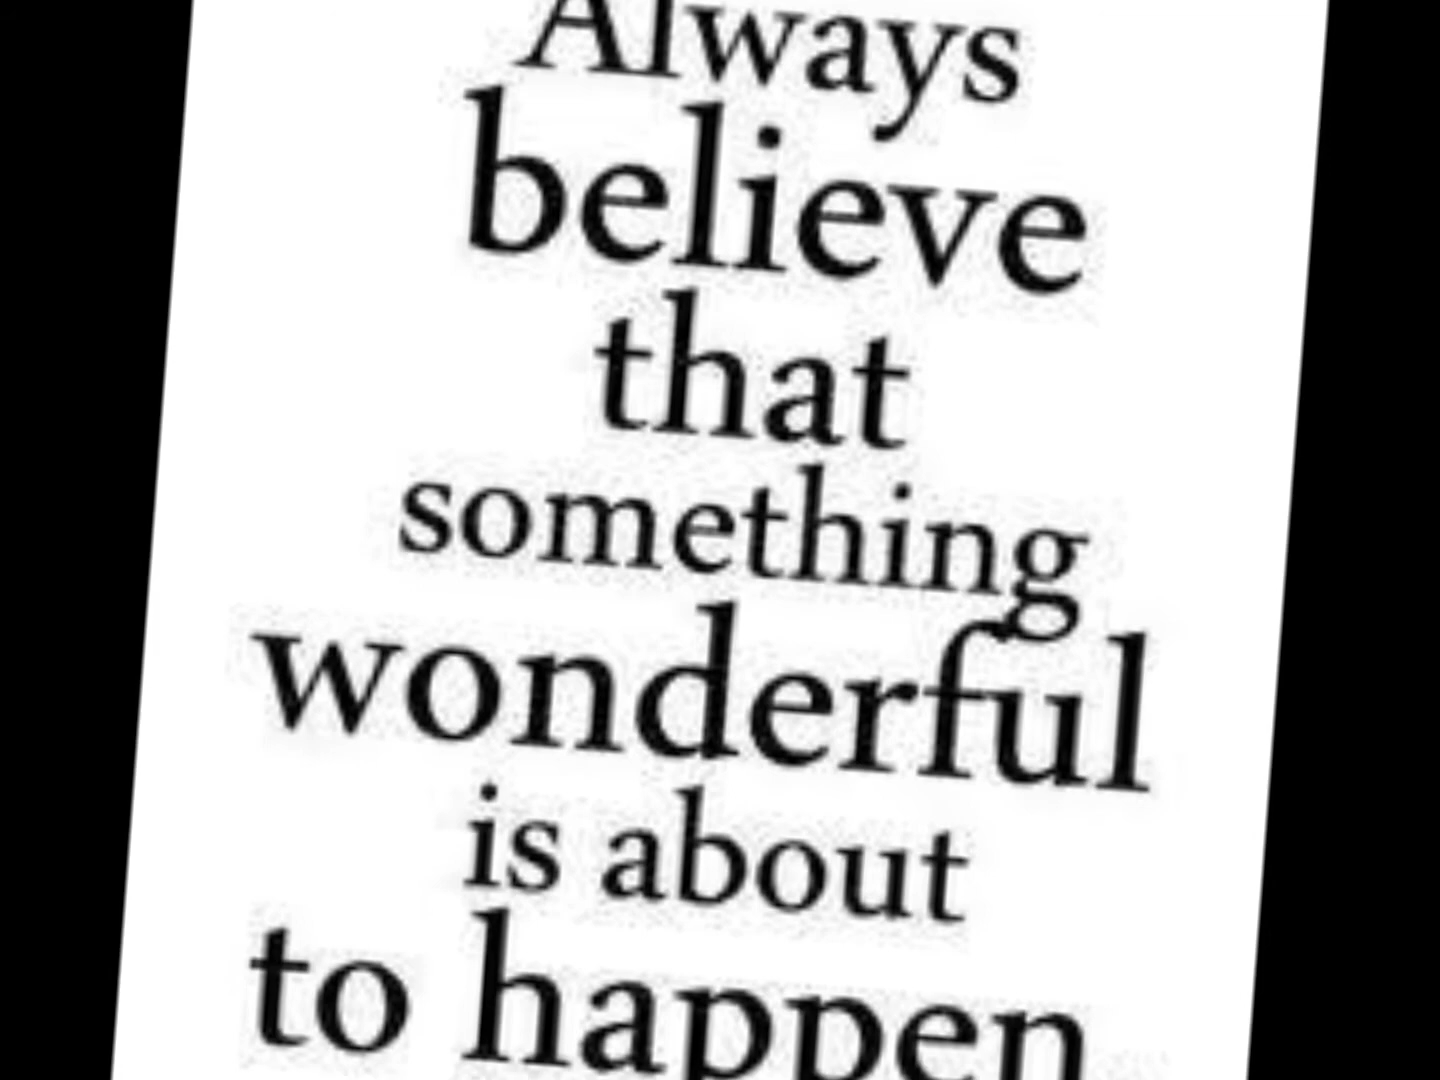 Always
believe
that
something
wonderful
is about
to happen